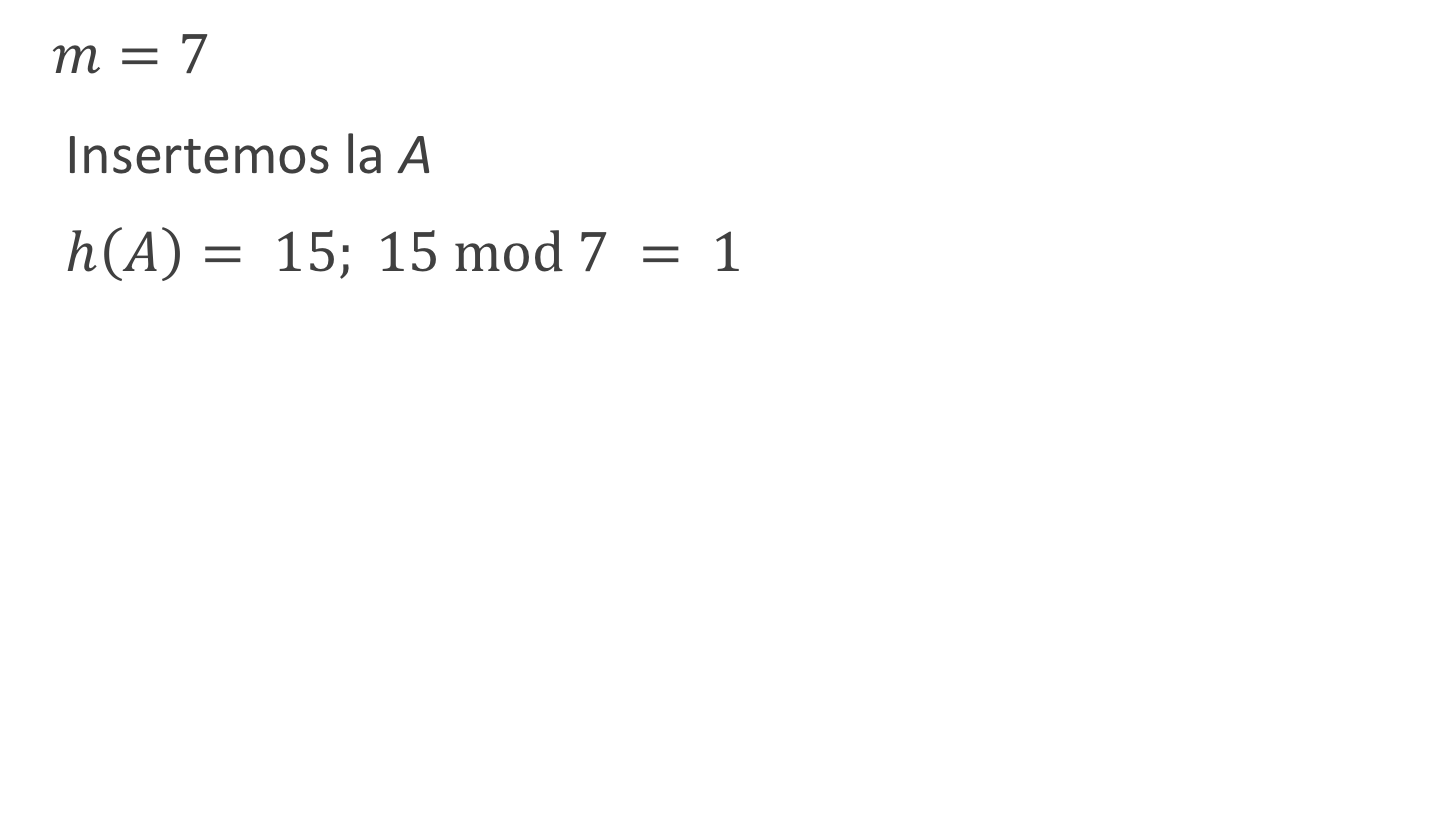 m = 7
Insertemos la A
h(A) = 15; 15 mod 7 = 1